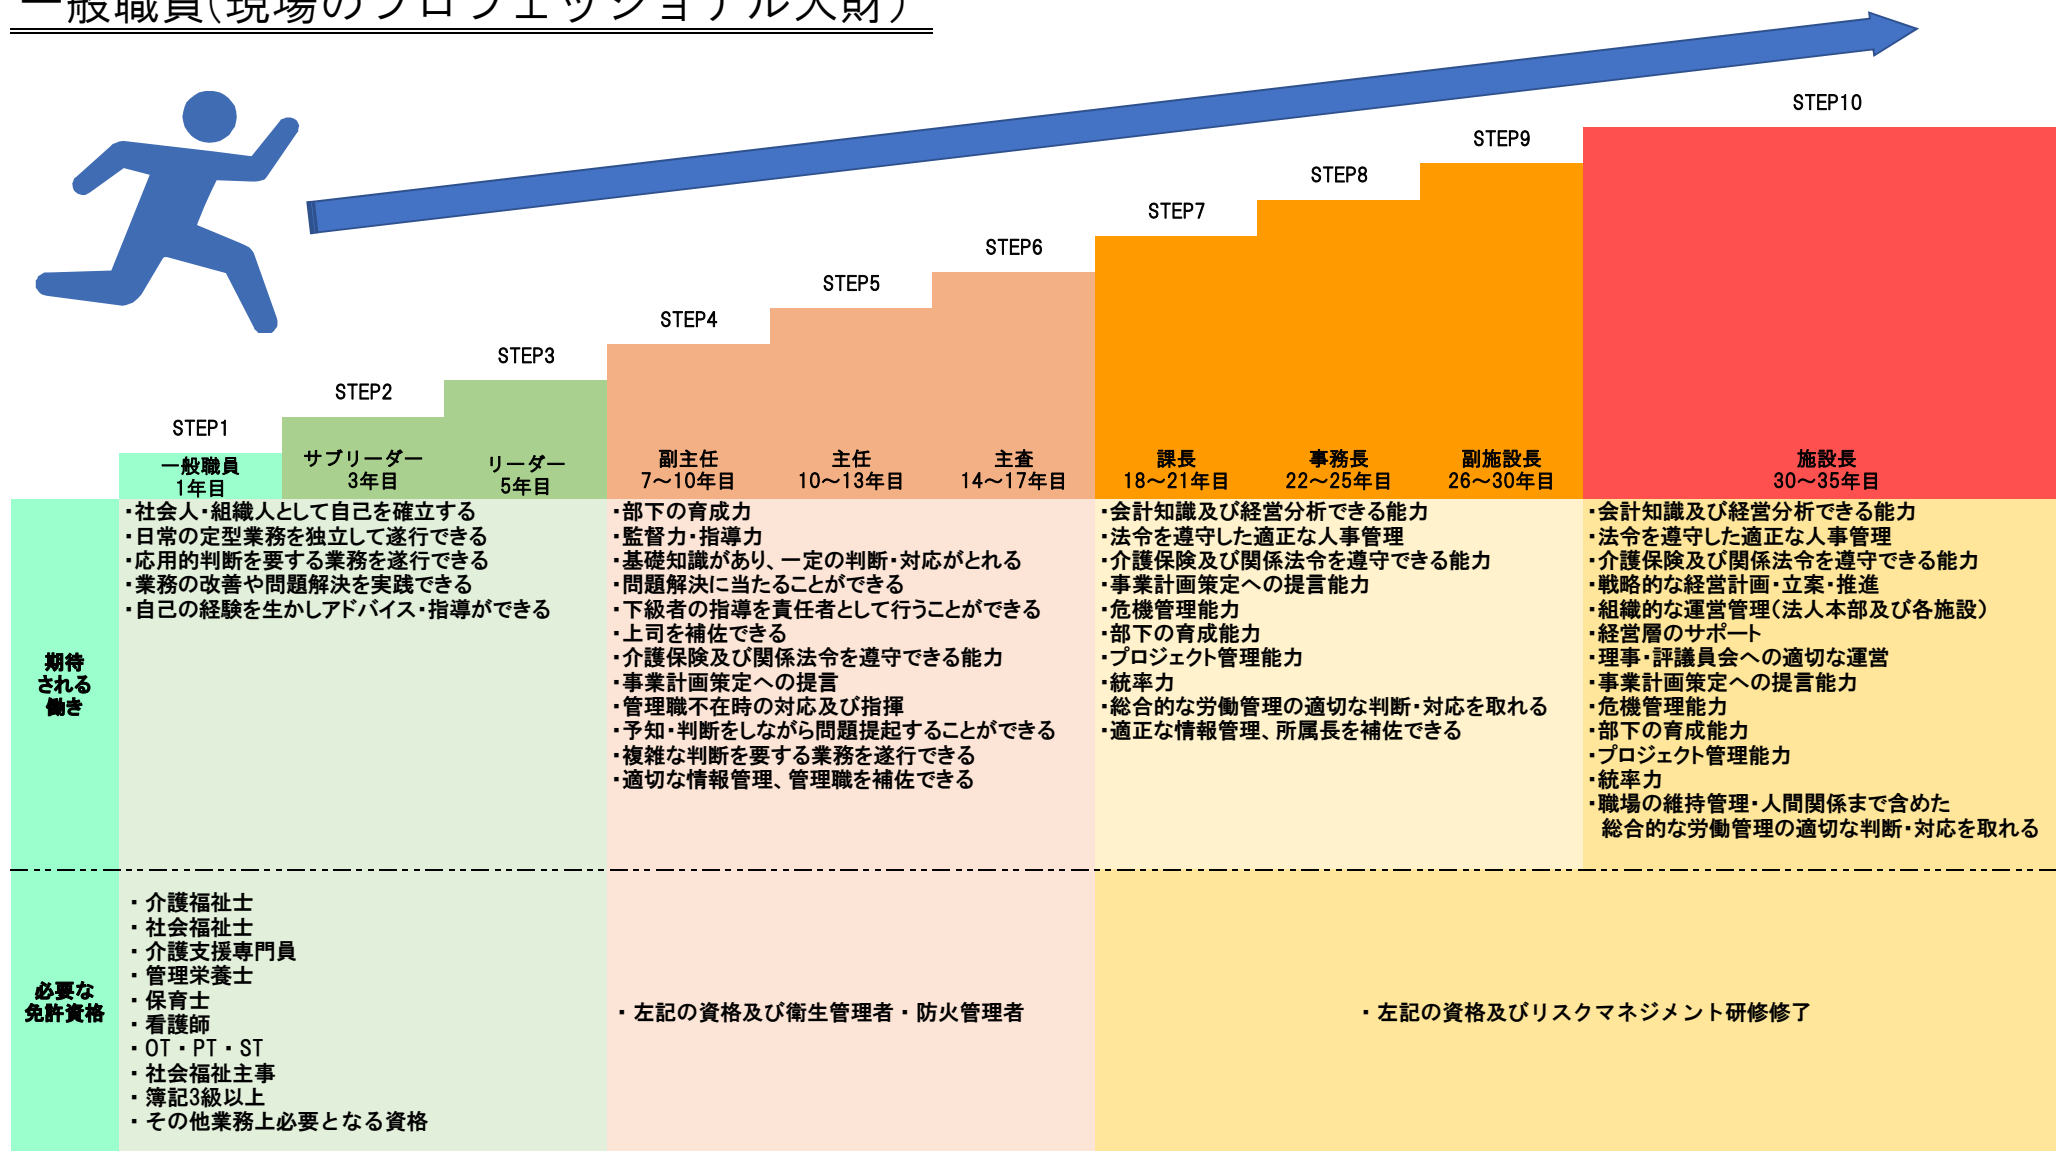 一般職員(現場のプロフェッショナル人財)
STEP10
STEP9
STEP8
STEP7
STEP6
STEP5
STEP4
STEP3
STEP2
STEP1
一般職員
1年目
サブリーダー
3年目
リーダー
5年目
副主任
7～10年目
主任
10～13年目
主査
14～17年目
課長
18～21年目
事務長
22～25年目
副施設長
26～30年目
施設長
30～35年目
期待
される
働き
・社会人・組織人として自己を確立する
・日常の定型業務を独立して遂行できる
・応用的判断を要する業務を遂行できる
・業務の改善や問題解決を実践できる
・自己の経験を生かしアドバイス・指導ができる
・部下の育成力
・監督力・指導力
・基礎知識があり、一定の判断・対応がとれる
・問題解決に当たることができる
・下級者の指導を責任者として行うことができる
・上司を補佐できる
・介護保険及び関係法令を遵守できる能力
・事業計画策定への提言
・管理職不在時の対応及び指揮
・予知・判断をしながら問題提起することができる
・複雑な判断を要する業務を遂行できる
・適切な情報管理、管理職を補佐できる
・会計知識及び経営分析できる能力
・法令を遵守した適正な人事管理
・介護保険及び関係法令を遵守できる能力
・事業計画策定への提言能力
・危機管理能力
・部下の育成能力
・プロジェクト管理能力
・統率力
・総合的な労働管理の適切な判断・対応を取れる
・適正な情報管理、所属長を補佐できる
・会計知識及び経営分析できる能力
・法令を遵守した適正な人事管理
・介護保険及び関係法令を遵守できる能力
・戦略的な経営計画・立案・推進
・組織的な運営管理(法人本部及び各施設)
・経営層のサポート
・理事・評議員会への適切な運営
・事業計画策定への提言能力
・危機管理能力
・部下の育成能力
・プロジェクト管理能力
・統率力
・職場の維持管理・人間関係まで含めた
総合的な労働管理の適切な判断・対応を取れる
必要な
免許資格
・介護福祉士
・社会福祉士
・介護支援専門員
・管理栄養士
・保育士
・看護師
・OT・PT・ST
・社会福祉主事
・簿記3級以上
・その他業務上必要となる資格
・左記の資格及び衛生管理者・防火管理者
・左記の資格及びリスクマネジメント研修修了